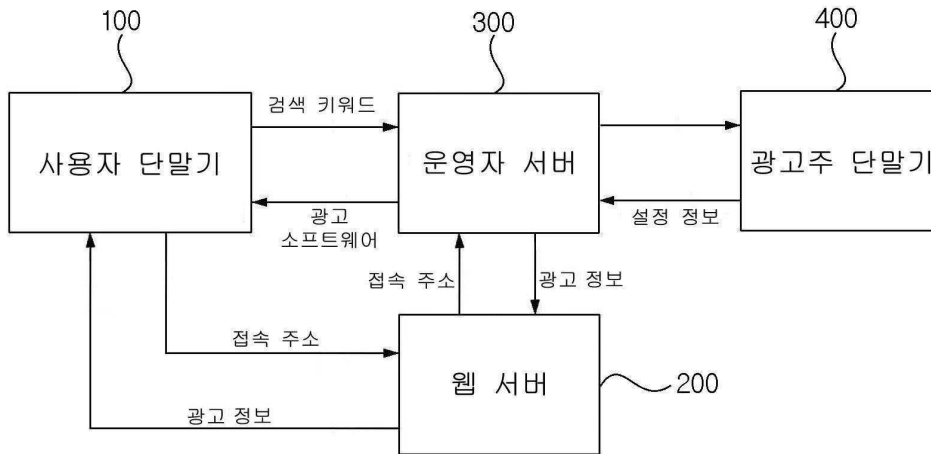 100
300
400
검색 키워드
사용자 단말기
운영자 서버
광고주 단말기
광고
소프트웨어
설정 정보
접속 주소
광고 정보
접속 주소
웹 서버
200
광고 정보